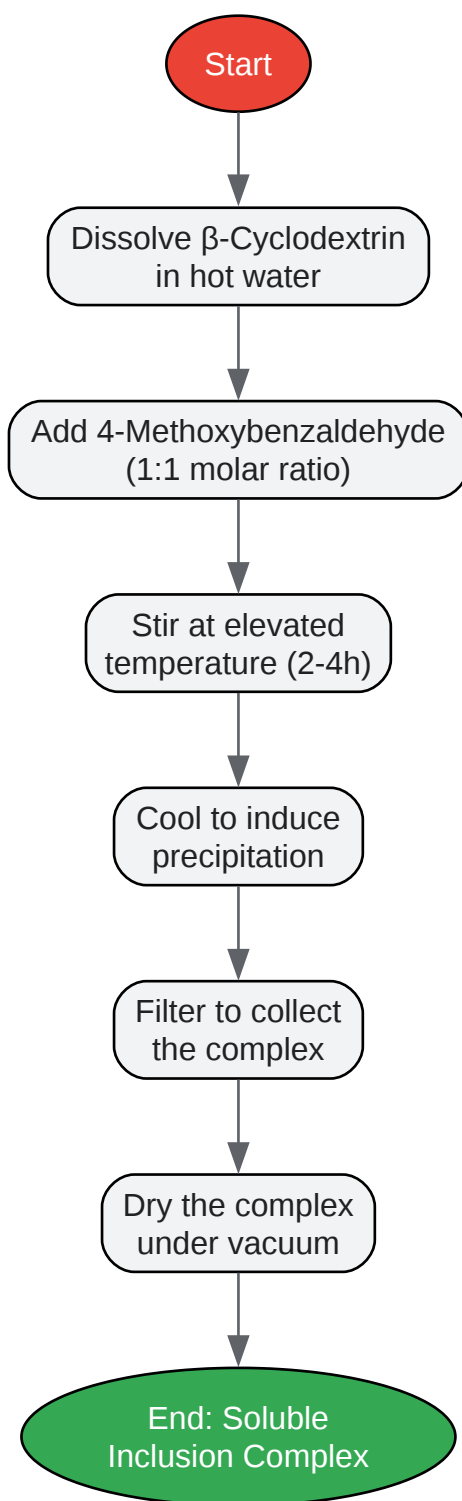 Start
Dissolve β-Cyclodextrin
in hot water
Add 4-Methoxybenzaldehyde
(1:1 molar ratio)
Stir at elevated
temperature (2-4h)
Cool to induce
precipitation
Filter to collect
the complex
Dry the complex
under vacuum
End: Soluble
Inclusion Complex